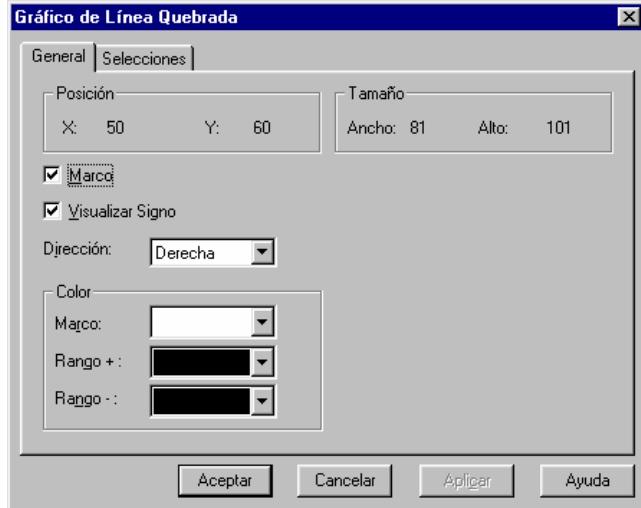 Gráfico de Línea Quebrada
General Selecciones
Posición Tamaño
X: 50 Y: 60 Ancho: 81 Alto: 101
Marco
Visualizar Signo
Dirección: Derecha
Color
Marco:
Rango + :
Rango - :
Aceptar Cancelar Aplicar Ayuda